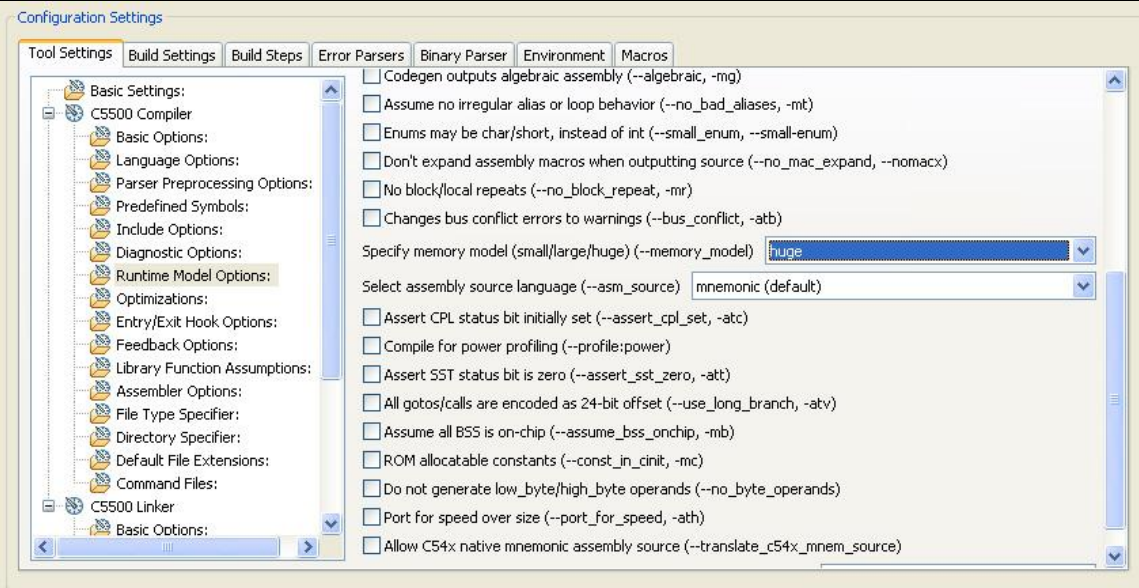 Configuration Settings
Tool Settings Build Settings Build Steps Error Parsers Binary Parser Environment Macros
Basic Settings:
C5500 Compiler
Basic Options:
Language Options:
Parser Preprocessing Options:
Predefined Symbols:
Include Options:
Diagnostic Options:
Runtime Model Options:
Optimizations:
Entry/Exit Hook Options:
Feedback Options:
Library Function Assumptions:
Assembler Options:
File Type Specifier:
Directory Specifier:
Default File Extensions:
Command Files:
C5500 Linker
Basic Options:
Codegen outputs algebraic assembly (--algebraic, -mg)
Assume no irregular alias or loop behavior (--no_bad_aliases, -mt)
Enums may be char/short, instead of int (--small_enum, --small-enum)
Don't expand assembly macros when outputting source (--no_mac_expand, --nomacx)
No block/local repeats (--no_block_repeat, -mr)
Changes bus conflict errors to warnings (--bus_conflict, -atb)
Specify memory model (small/large/huge) (--memory_model) huge
Select assembly source language (--asm_source) mnemonic (default)
Assert CPL status bit initially set (--assert_cpl_set, -atc)
Compile for power profiling (--profile:power)
Assert SST status bit is zero (--assert_sst_zero, -att)
All gotos/calls are encoded as 24-bit offset (--use_long_branch, -atv)
Assume all BSS is on-chip (--assume_bss_onchip, -mb)
ROM allocatable constants (--const_in_cinit, -mc)
Do not generate low_byte/high_byte operands (--no_byte_operands)
Port for speed over size (--port_for_speed, -ath)
Allow C54x native mnemonic assembly source (--translate_c54x_mnem_source)